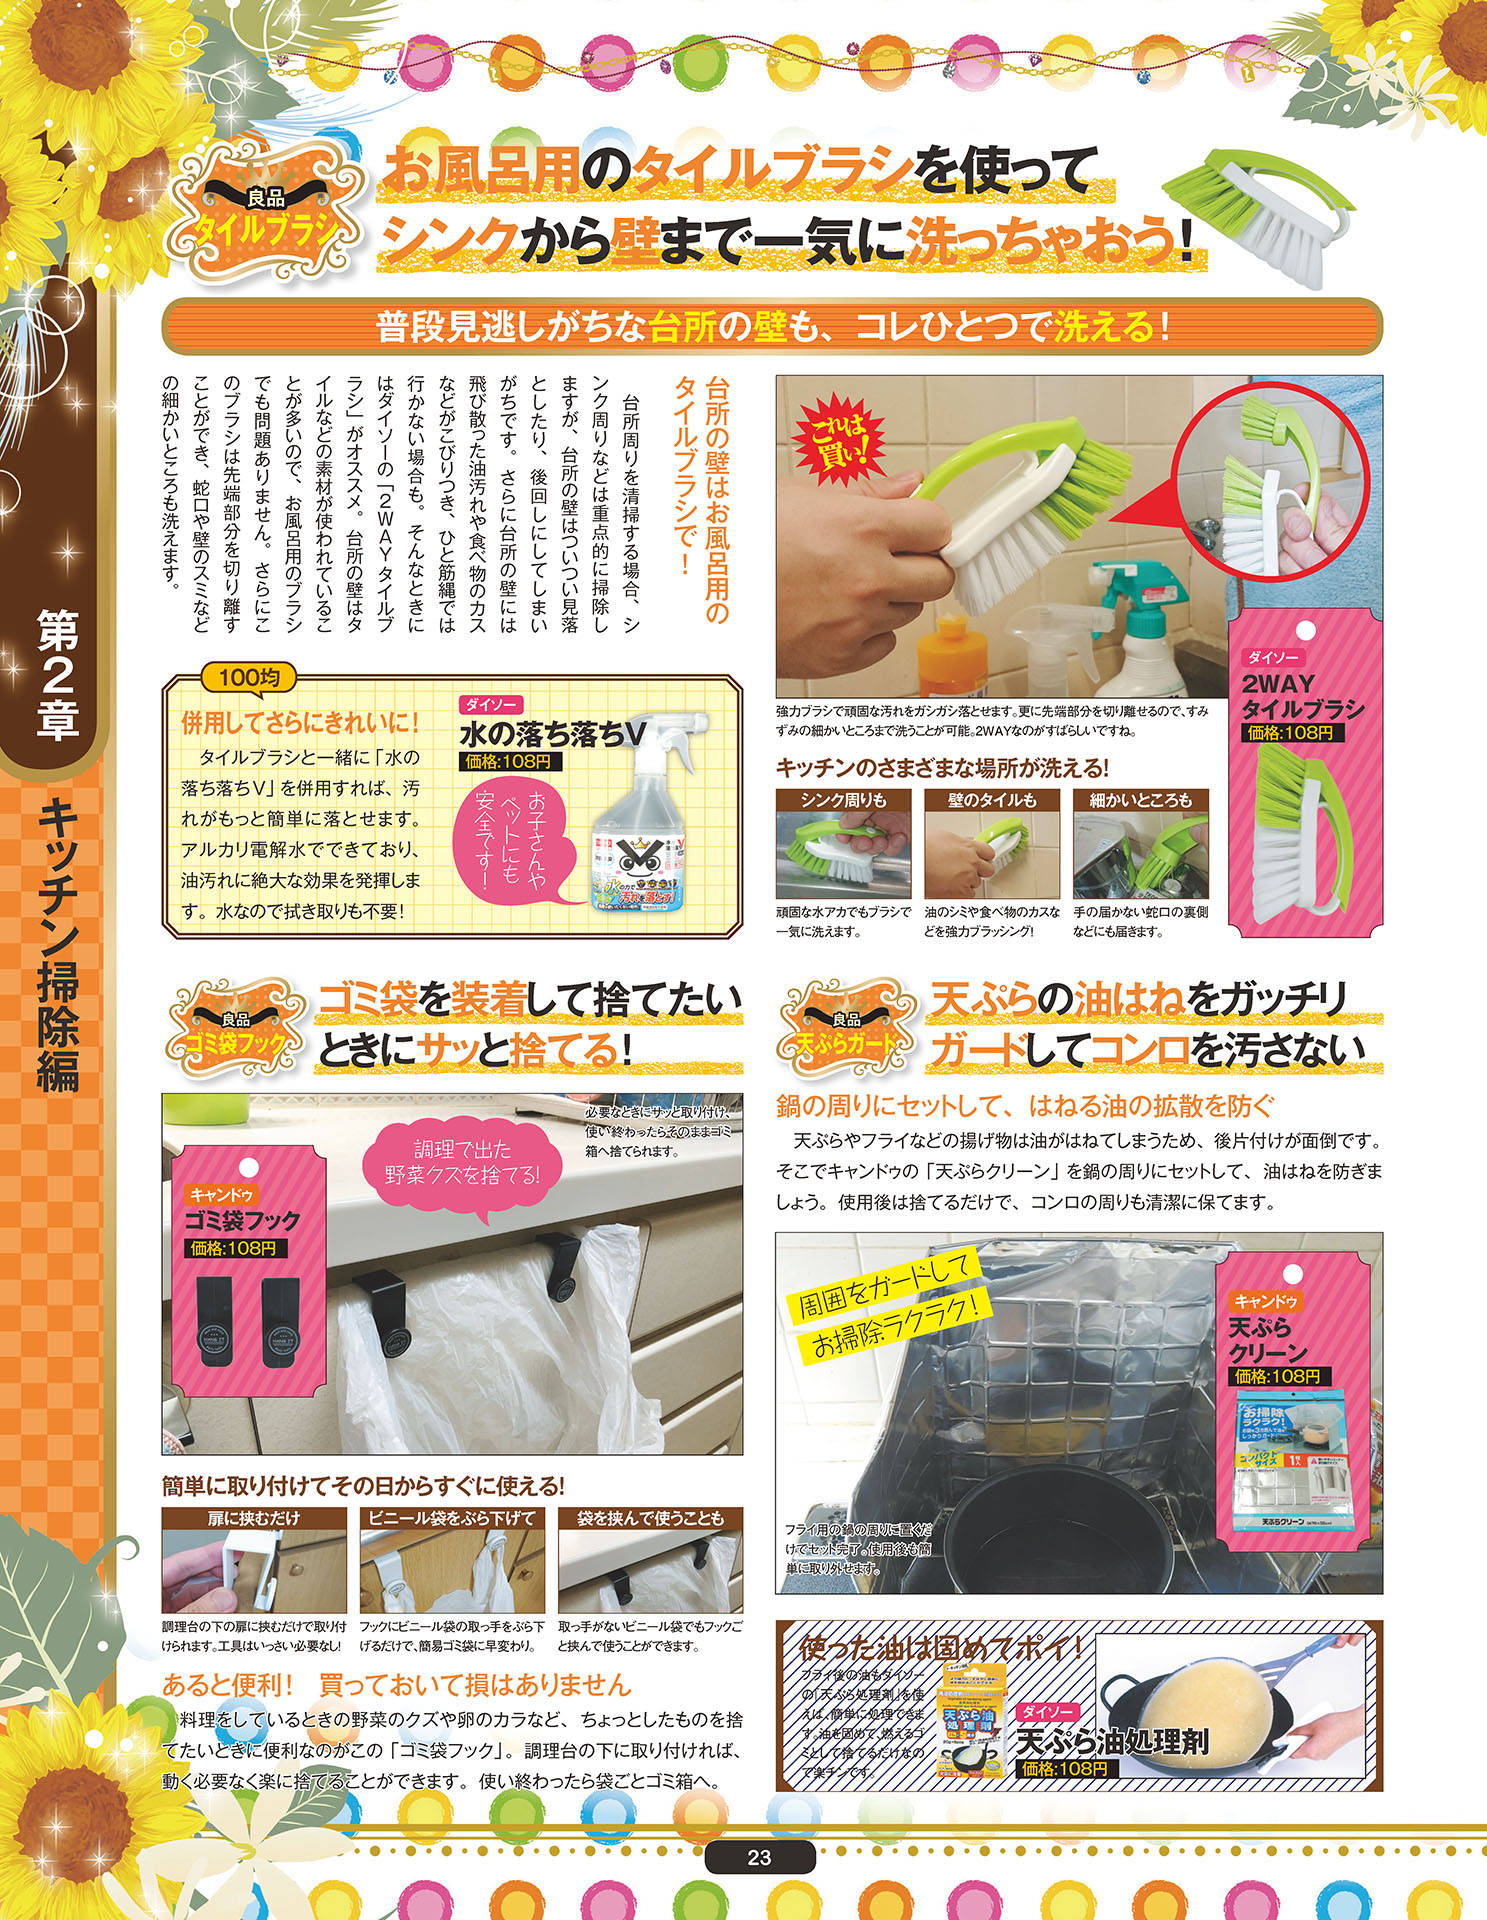 良品
タイルブラシ
お風呂用のタイルブラシを使って
シンクから壁まで一気に洗っちゃおう!
普段見逃しがちな台所の壁も、コレひとつで洗える!
台所の壁はお風呂用の
タイルブラシで!
台所周りを清掃する場合、シ
ンク周りなどは重点的に掃除し
ますが、台所の壁はついつい見落
としたり、後回しにしてしまい
がちです。さらに台所の壁には
飛び散った油汚れや食べ物のカス
などがこびりつき、ひと筋縄では
行かない場合も。そんなときに
はダイソーの「2WAYタイルブ
ラシ」がオススメ。台所の壁はタ
イルなどの素材が使われているこ
とが多いので、お風呂用のブラシ
でも問題ありません。さらにこ
のブラシは先端部分を切り離す
ことができ、蛇口や壁のスミなど
の細かいところも洗えます。
これは
買い!
ダイソー
2WAY
タイルブラシ
価格:108円
強力ブラシで頑固な汚れをガシガシ落とせます。更に先端部分を切り離せるので、すみ
ずみの細かいところまで洗うことが可能。2WAYなのがすばらしいですね。
キッチンのさまざまな場所が洗える!
シンク周りも
頑固な水アカでもブラシで
一気に洗えます。
壁のタイルも
油のシミや食べ物のカスな
どを強力ブラッシング!
細かいところも
手の届かない蛇口の裏側
などにも届きます。
100均
併用してさらにきれいに!
タイルブラシと一緒に「水の
落ち落ちV」を併用すれば、汚
れがもっと簡単に落とせます。
アルカリ電解水でできており、
油汚れに絶大な効果を発揮しま
す。水なので拭き取りも不要!
ダイソー
水の落ち落ちV
価格:108円
お子さんや
ペットにも
安全です!
第2章
キッチン掃除編
良品
ゴミ袋フック
ゴミ袋を装着して捨てたい
ときにサッと捨てる!
必要なときにサッと取り付け、
使い終わったらそのままゴミ
箱へ捨てられます。
調理で出た
野菜クズを捨てる!
キャンドゥ
ゴミ袋フック
価格:108円
HANG IT
簡単に取り付けてその日からすぐに使える!
扉に挟むだけ
調理台の下の扉に挟むだけで取り付
けられます。工具はいっさい必要なし!
ビニール袋をぶら下げて
フックにビニール袋の取っ手をぶら下
げるだけで、簡易ゴミ袋に早変わり。
袋を挟んで使うことも
取っ手がないビニール袋でもフックご
と挟んで使うことができます。
あると便利! 買っておいて損はありません
料理をしているときの野菜のクズや卵のカラなど、ちょっとしたものを捨
てたいときに便利なのがこの「ゴミ袋フック」。調理台の下に取り付ければ、
動く必要なく楽に捨てることができます。使い終わったら袋ごとゴミ箱へ。
良品
天ぷらガード
天ぷらの油はねをガッチリ
ガードしてコンロを汚さない
鍋の周りにセットして、はねる油の拡散を防ぐ
天ぷらやフライなどの揚げ物は油がはねてしまうため、後片付けが面倒です。
そこでキャンドゥの「天ぷらクリーン」を鍋の周りにセットして、油はねを防ぎま
しょう。使用後は捨てるだけで、コンロの周りも清潔に保てます。
周囲をガードして
お掃除ラクラク!
キャンドゥ
天ぷら
クリーン
価格:108円
お掃除
ラクラク!
コンパクト
サイズ
天ぷらクリーン
フライ用の鍋の周りに置くだ
けでセット完了。使用後も簡
単に取り外せます。
使った油は固めてポイ!
フライ後の油もダイソー
の「天ぷら処理剤」を使
えば、簡単に処理できま
す。油を固めて、燃えるゴ
ミとして捨てるだけなの
で楽チンです。
天ぷら油
処理剤
ダイソー
天ぷら油処理剤
価格:108円
23